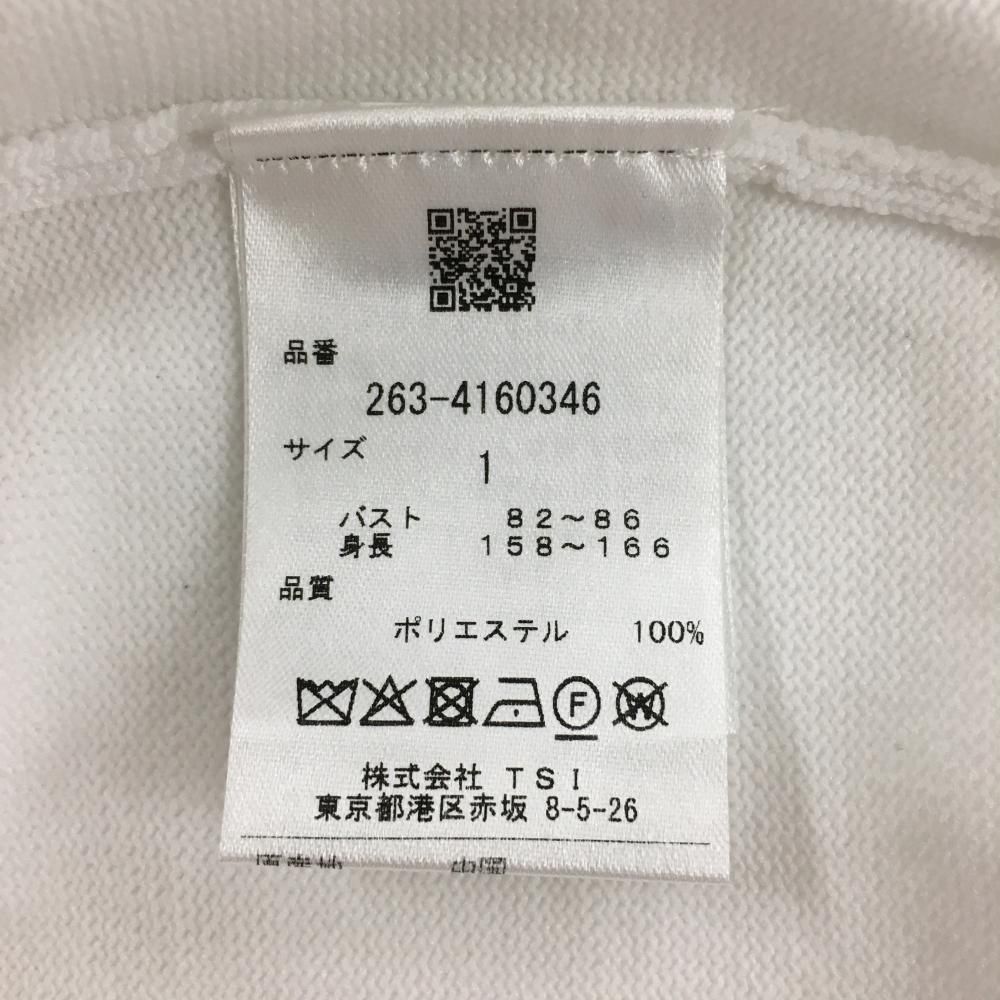 品番
263-4160346
サイズ
1
バスト 82～86
身長 158～166
品質
ポリエステル 100%
F
W
株式会社 TSI
東京都港区赤坂 8-5-26